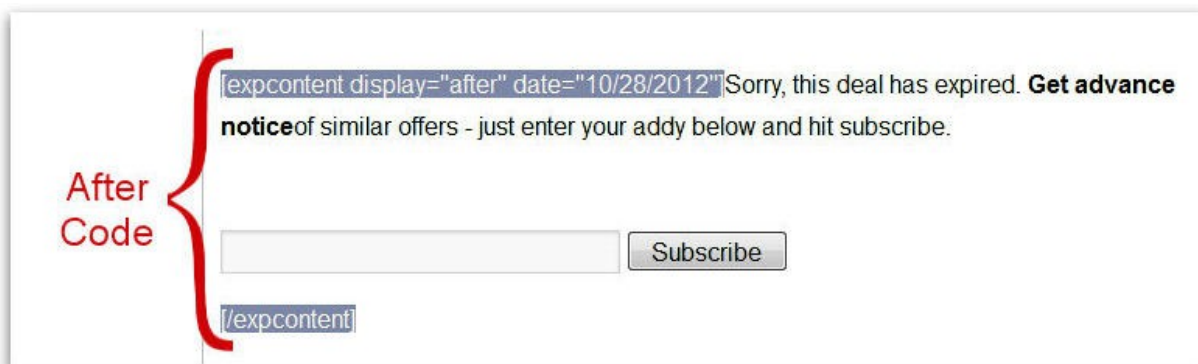 [expcontent display="after" date="10/28/2012"]Sorry, this deal has expired. Get advance
noticeof similar offers - just enter your addy below and hit subscribe.
After
Code
Subscribe
[/expcontent]